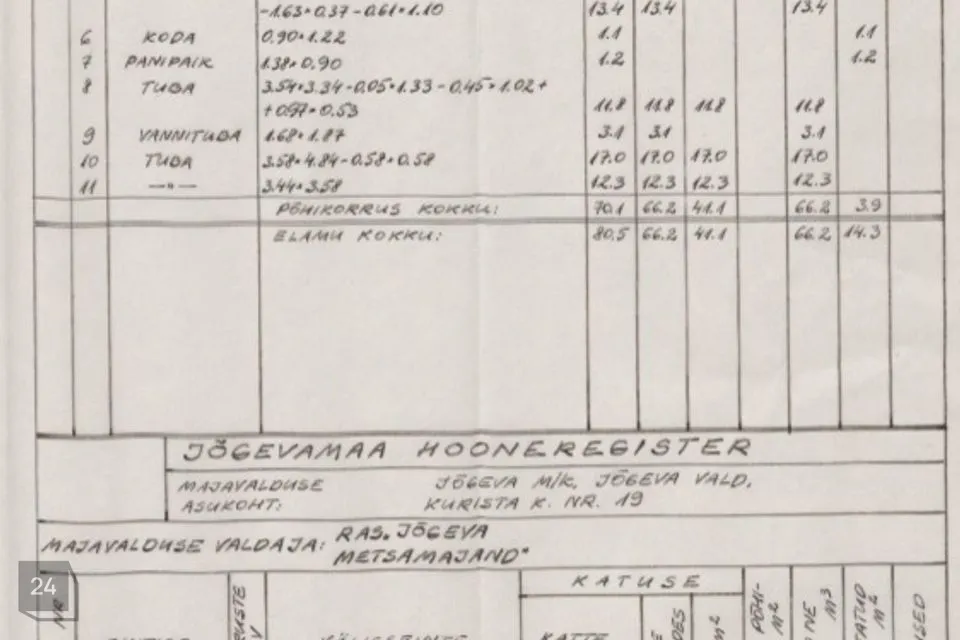 -1.63×0.37 -0.61×1.10 13.4 13.4 13.4
6 KODA 0.90×1.22 1.1 1.1
7 PANIPAIK 1.38×0.90 1.2 1.2
8 TUBA 3.54×3.34-0.05×1.33-0.45×1.02+
+0.97×0.53 11.8 11.8 11.8 11.8
9 VANNITUBA 1.68×1.87 3.1 3.1 3.1
10 TUBA 3.58×4.84-0.58×0.58 17.0 17.0 17.0 17.0
11 —"— 3.44×3.58 12.3 12.3 12.3 12.3
PÕHIKORRUS KOKKU: 70.1 66.2 41.1 66.2 3.9
ELAMU KOKKU: 80.5 66.2 41.1 66.2 14.3
JÕGEVAMAA HOONEREGISTER
MAJAVALDUSE JÕGEVA M/K, JÕGEVA VALD,
ASUKOHT: KURISTA K. NR. 19
MAJAVALDUSE VALDAJA: RAS. JÕGEVA
METSAMAJAND"
24
NR
KATUSE
KATTE
M²
PÕHI-
M²
M³
M²